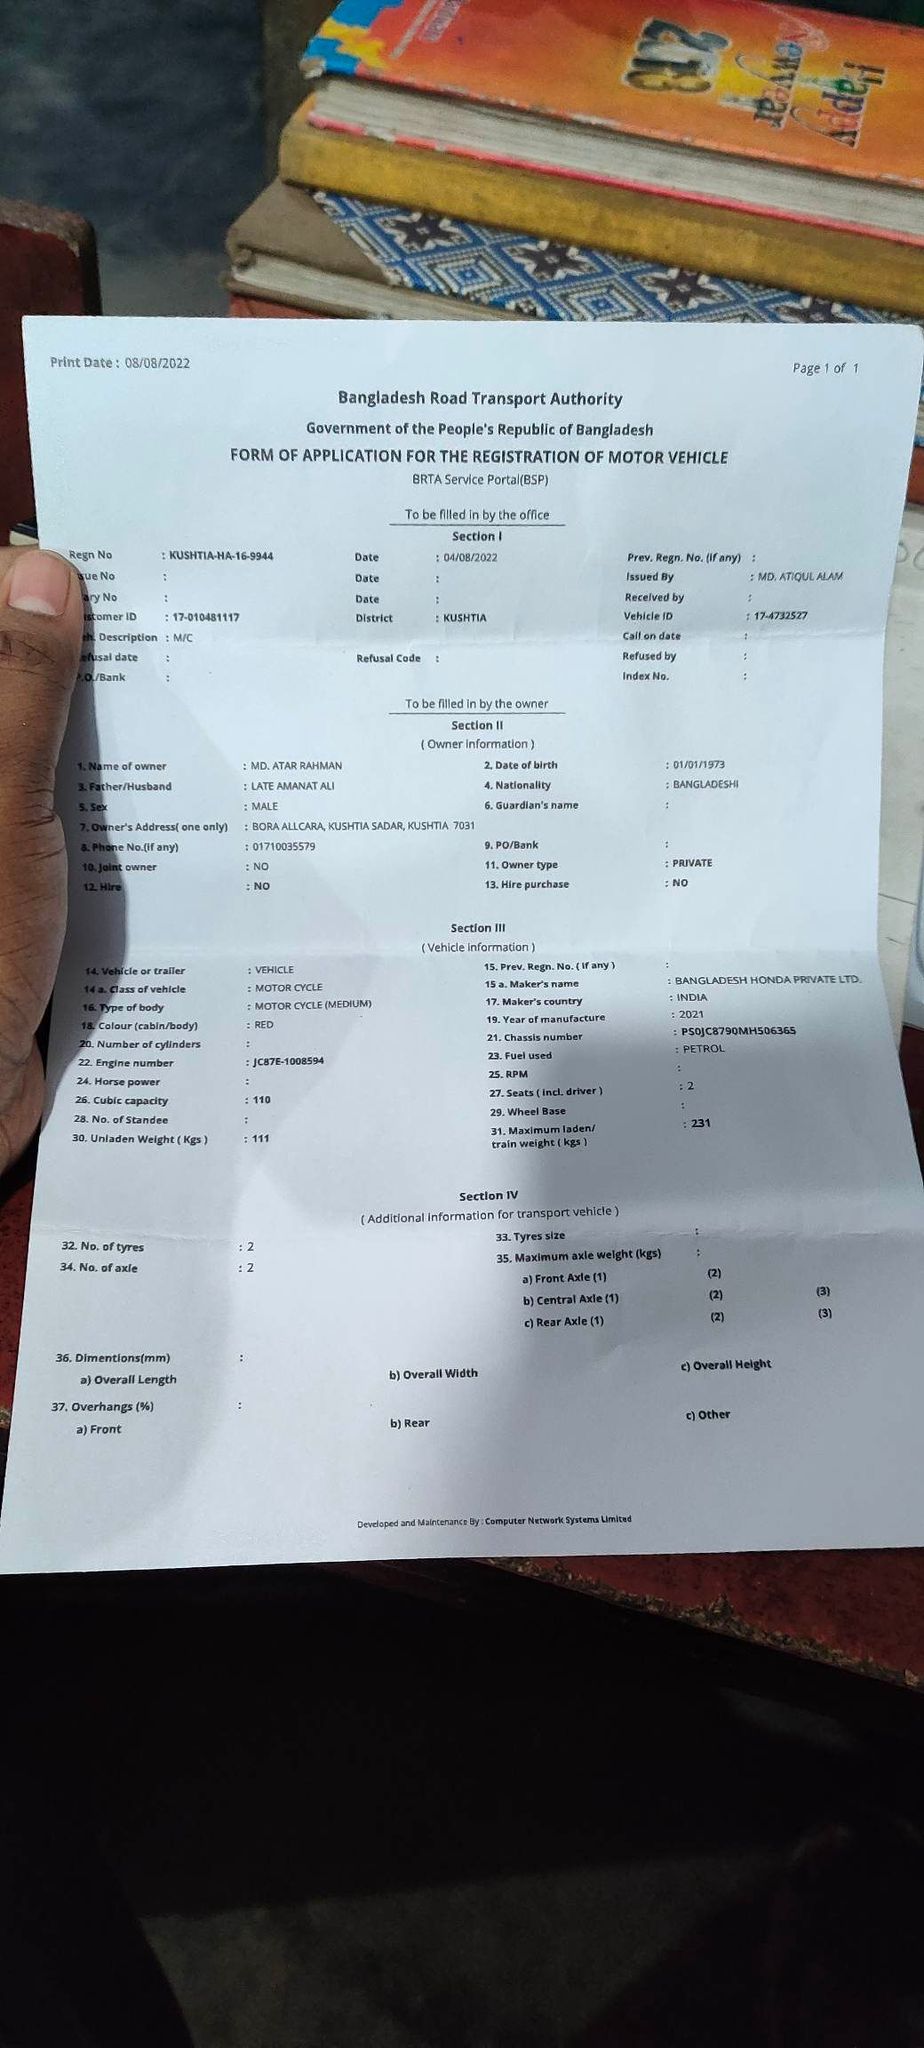 Happy
New year
Print Date : 08/08/2022 Page 1 of 1
Bangladesh Road Transport Authority
Government of the People's Republic of Bangladesh
FORM OF APPLICATION FOR THE REGISTRATION OF MOTOR VEHICLE
BRTA Service Portal(BSP)
To be filled in by the office
Section I
Regn No : KUSHTIA-HA-16-9944 Date : 04/08/2022 Prev. Regn. No. (if any) :
sue No : Date : Issued By : MD. ATIQUL ALAM
ary No : Date : Received by :
stomer ID : 17-010481117 District : KUSHTIA Vehicle ID : 17-4732527
h. Description : M/C Call on date :
efusal date : Refusal Code : Refused by :
.O./Bank : Index No. :
To be filled in by the owner
Section II
( Owner information )
1. Name of owner : MD. ATAR RAHMAN 2. Date of birth : 01/01/1973
3. Father/Husband : LATE AMANAT ALI 4. Nationality : BANGLADESHI
5. Sex : MALE 6. Guardian's name :
7. Owner's Address( one only) : BORA ALLCARA, KUSHTIA SADAR, KUSHTIA 7031
8. Phone No.(if any) : 01710035579 9. PO/Bank :
10. Joint owner : NO 11. Owner type : PRIVATE
12. Hire : NO 13. Hire purchase : NO
Section III
( Vehicle information )
14. Vehicle or trailer : VEHICLE 15. Prev. Regn. No. ( if any ) :
14 a. Class of vehicle : MOTOR CYCLE 15 a. Maker's name : BANGLADESH HONDA PRIVATE LTD.
16. Type of body : MOTOR CYCLE (MEDIUM) 17. Maker's country : INDIA
18. Colour (cabin/body) : RED 19. Year of manufacture : 2021
20. Number of cylinders : 21. Chassis number : PS0JC8790MH506365
22. Engine number : JC87E-1008594 23. Fuel used : PETROL
24. Horse power : 25. RPM :
26. Cubic capacity : 110 27. Seats ( incl. driver ) : 2
28. No. of Standee : 29. Wheel Base :
30. Unladen Weight ( Kgs ) : 111 31. Maximum laden/ : 231
train weight ( kgs )
Section IV
( Additional information for transport vehicle )
32. No. of tyres : 2 33. Tyres size :
34. No. of axle : 2 35. Maximum axle weight (kgs) :
a) Front Axle (1) (2)
b) Central Axle (1) (2) (3)
c) Rear Axle (1) (2) (3)
36. Dimentions(mm) :
a) Overall Length b) Overall Width c) Overall Height
37. Overhangs (%) :
a) Front b) Rear c) Other
Developed and Maintenance By : Computer Network Systems Limited